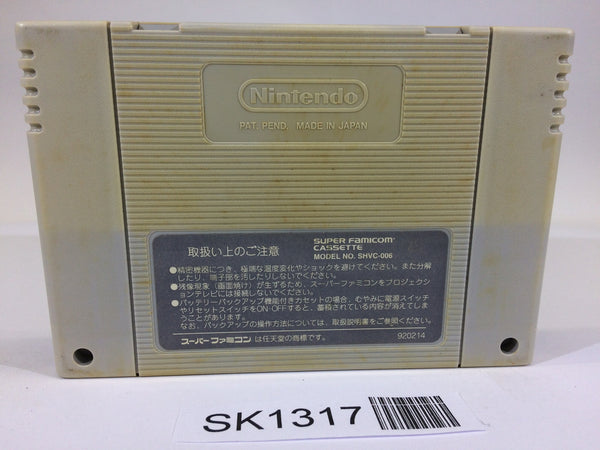 Nintendo
PAT. PEND. MADE IN JAPAN
取扱い上のご注意
SUPER FAMICOM
CASSETTE
MODEL NO. SHVC-006
●精密機器につき、極端な温度変化やショックを避けてください。また分解
したり、端子部を汚したりしないでください。
●残像現象（画面焼け）が生ずるため、スーパーファミコンをプロジェクシ
ョンテレビには接続しないでください。
●バッテリーバックアップ機能付きカセットの場合、むやみに電源スイッチ
やリセットスイッチをON・OFFすると、蓄積されている内容が消えてしま
うことがあります。
なお、バックアップの操作方法については、取扱説明書をご参照ください。
スーパーファミコン は任天堂の商標です。
920214
SK1317